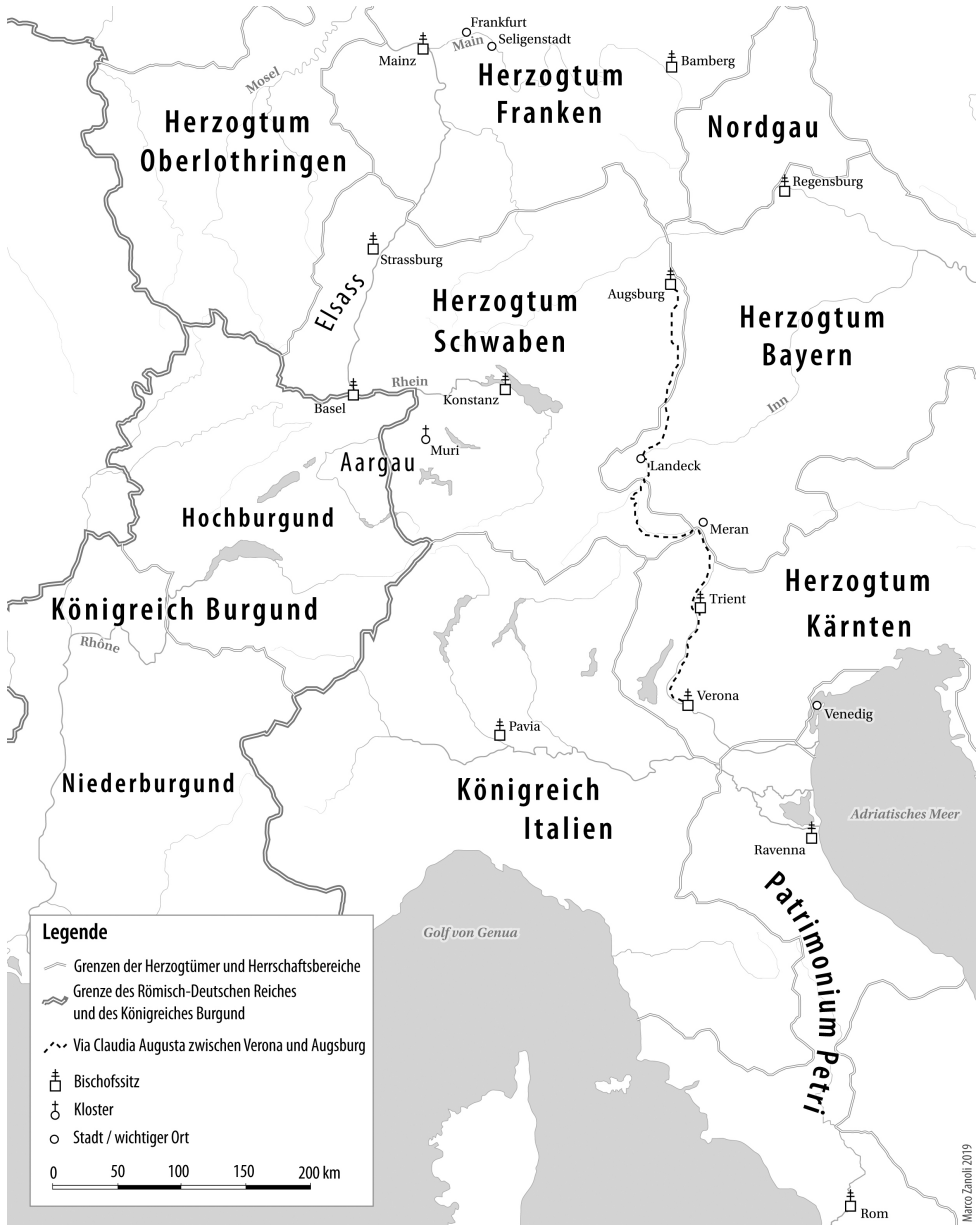 Frankfurt
Main
Seligenstadt
Mainz
Bamberg
Mosel
Herzogtum
Franken
Herzogtum
Oberlothringen
Nordgau
Regensburg
Strassburg
Elsass
Augsburg
Herzogtum
Schwaben
Herzogtum
Bayern
Rhein
Basel
Konstanz
Inn
Muri
Aargau
Landeck
Hochburgund
Meran
Herzogtum
Kärnten
Königreich Burgund
Trient
Rhône
Verona
Venedig
Pavia
Niederburgund
Königreich
Italien
Adriatisches Meer
Ravenna
Patrimonium Petri
Golf von Genua
Legende
Grenzen der Herzogtümer und Herrschaftsbereiche
Grenze des Römisch-Deutschen Reiches
und des Königreiches Burgund
Via Claudia Augusta zwischen Verona und Augsburg
Bischofssitz
Kloster
Stadt / wichtiger Ort
0 50 100 150 200 km
Rom
Marco Zanoli 2019